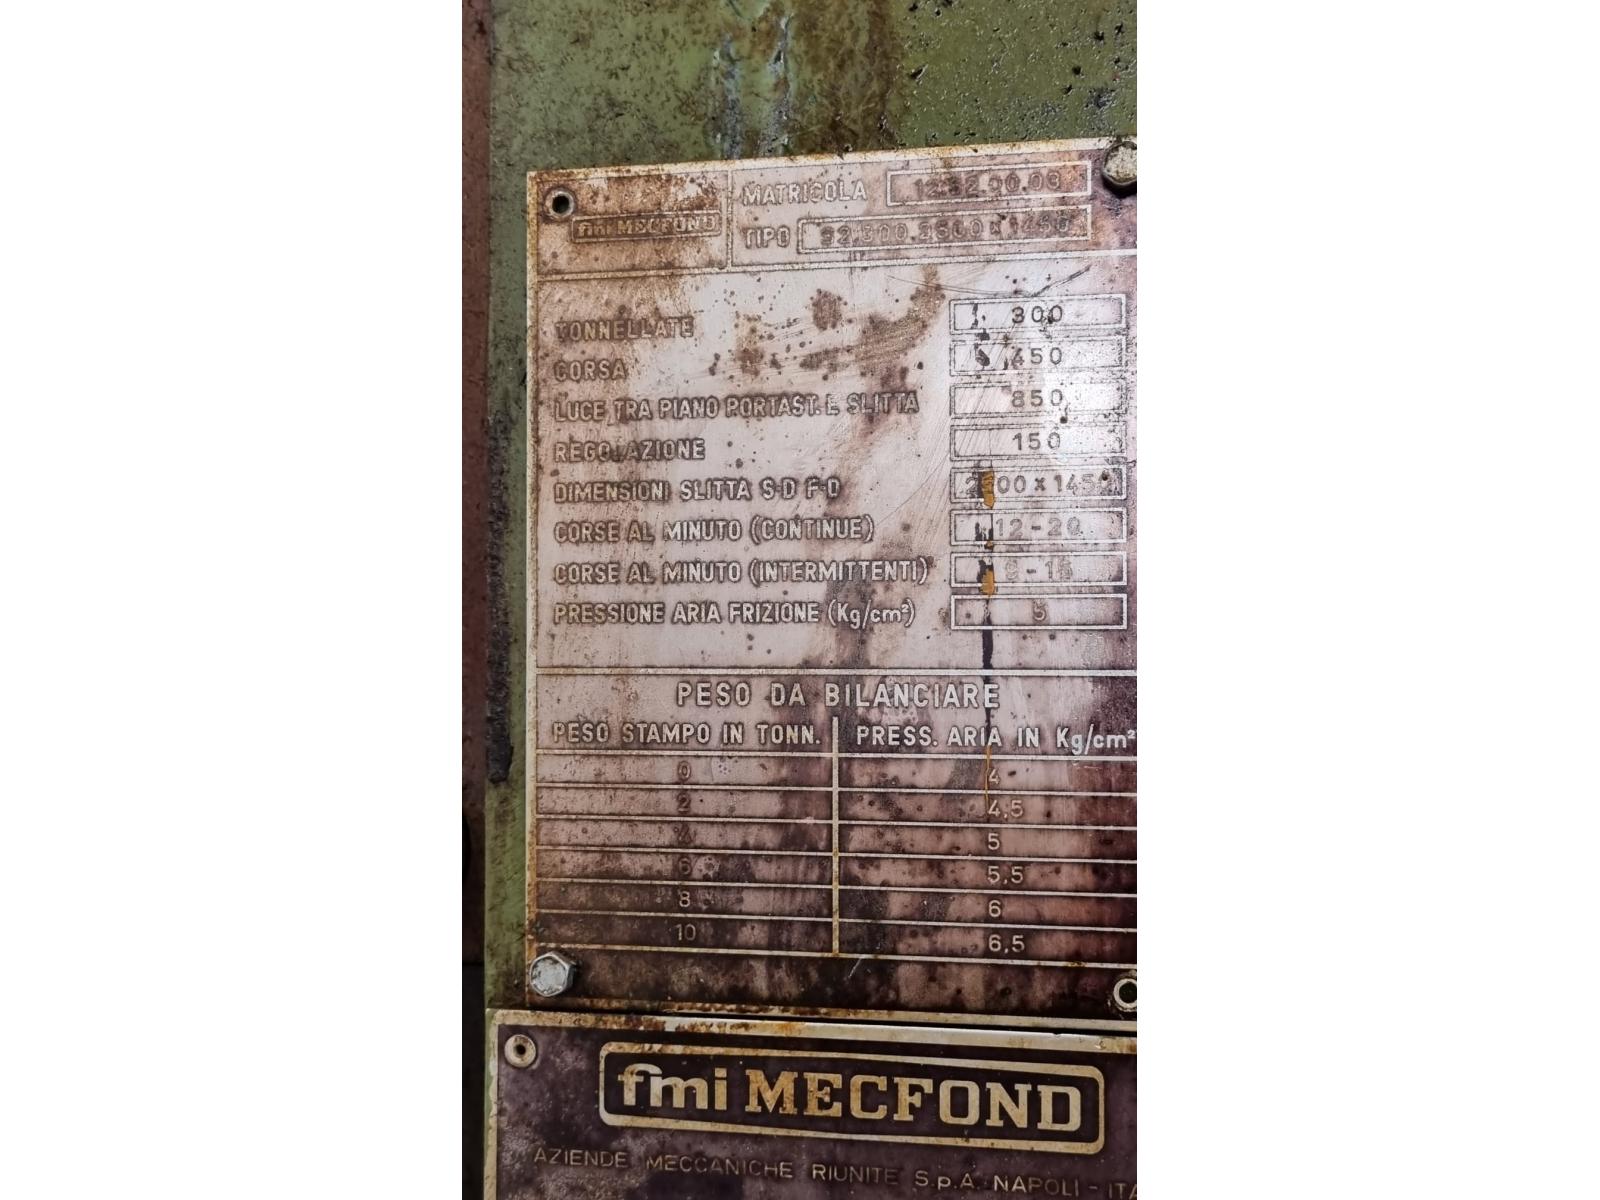 fmi MECFOND
MATRICOLA
TIPO
TONNELLATE 300
CORSA 450
LUCE TRA PIANO PORTAST. E SLITTA 850
REGOLAZIONE 150
DIMENSIONI SLITTA S-D F-D
CORSE AL MINUTO (CONTINUE) 12-20
CORSE AL MINUTO (INTERMITTENTI)
PRESSIONE ARIA FRIZIONE (Kg/cm²) 5
PESO DA BILANCIARE
PESO STAMPO IN TONN. PRESS. ARIA IN Kg/cm²
0 4
2 4,5
4 5
6 5,5
8 6
10 6,5
fmi MECFOND
AZIENDE MECCANICHE RIUNITE S.p.A. NAPOLI - ITA